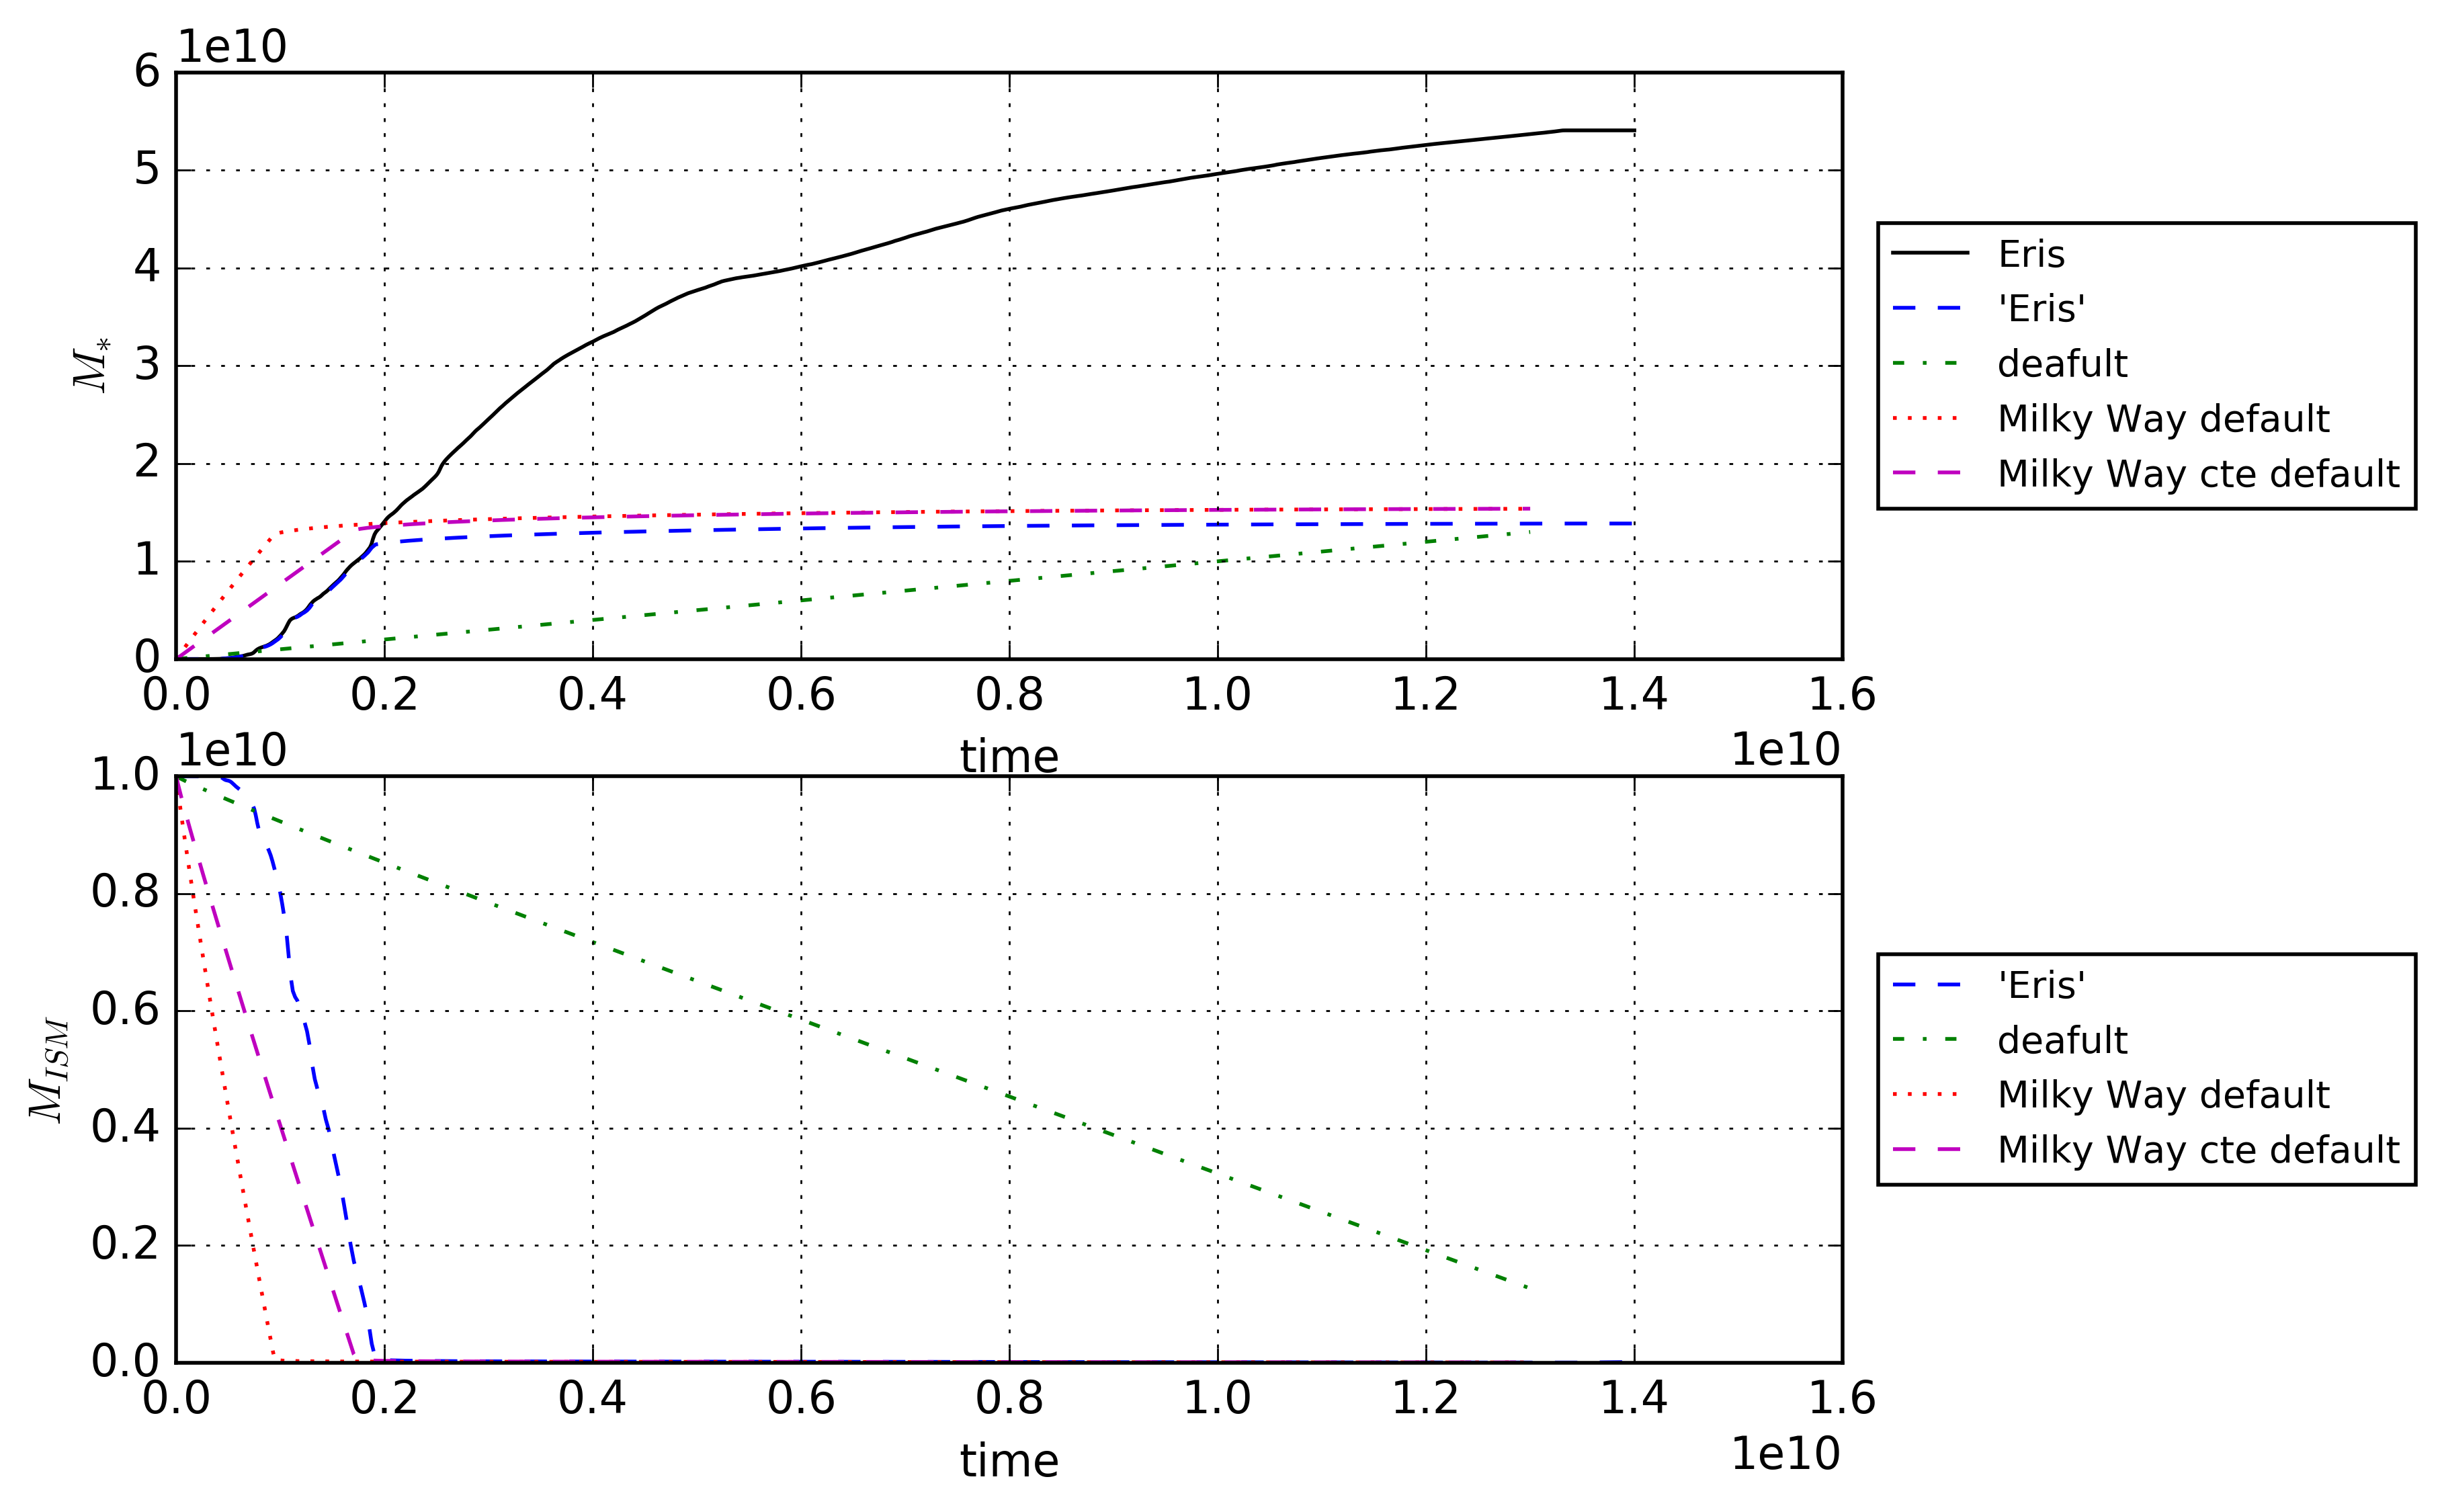 1e10
6
5
4
3
2
1
0
M*
0.0 0.2 0.4 0.6 0.8 1.0 1.2 1.4 1.6
time
1e10
Eris
'Eris'
deafult
Milky Way default
Milky Way cte default
1e10
1.0
0.8
0.6
0.4
0.2
0.0
M_ISM
0.0 0.2 0.4 0.6 0.8 1.0 1.2 1.4 1.6
time
1e10
'Eris'
deafult
Milky Way default
Milky Way cte default